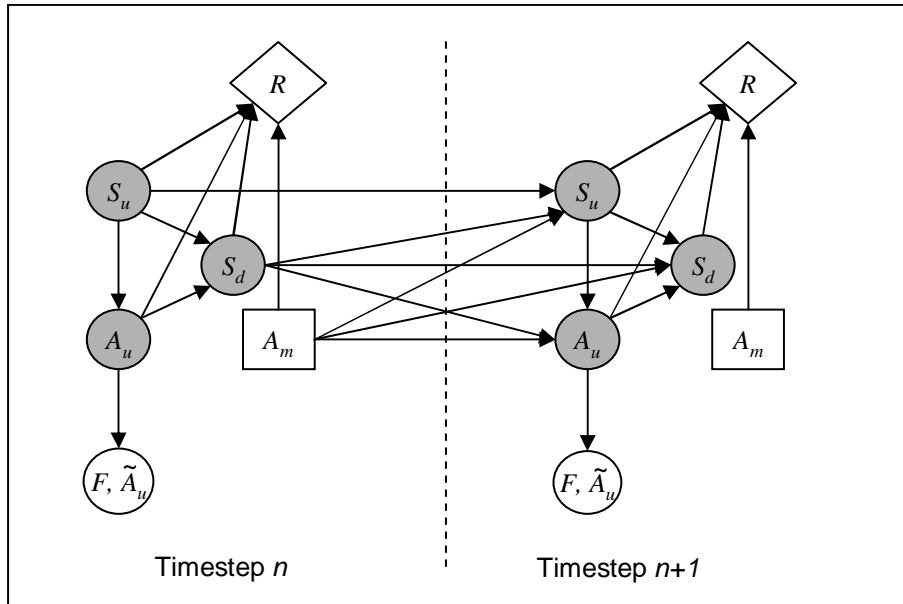 R
R
S_u
S_u
S_d
S_d
A_u
A_m
A_u
A_m
F, Ã_u
F, Ã_u
Timestep n
Timestep n+1